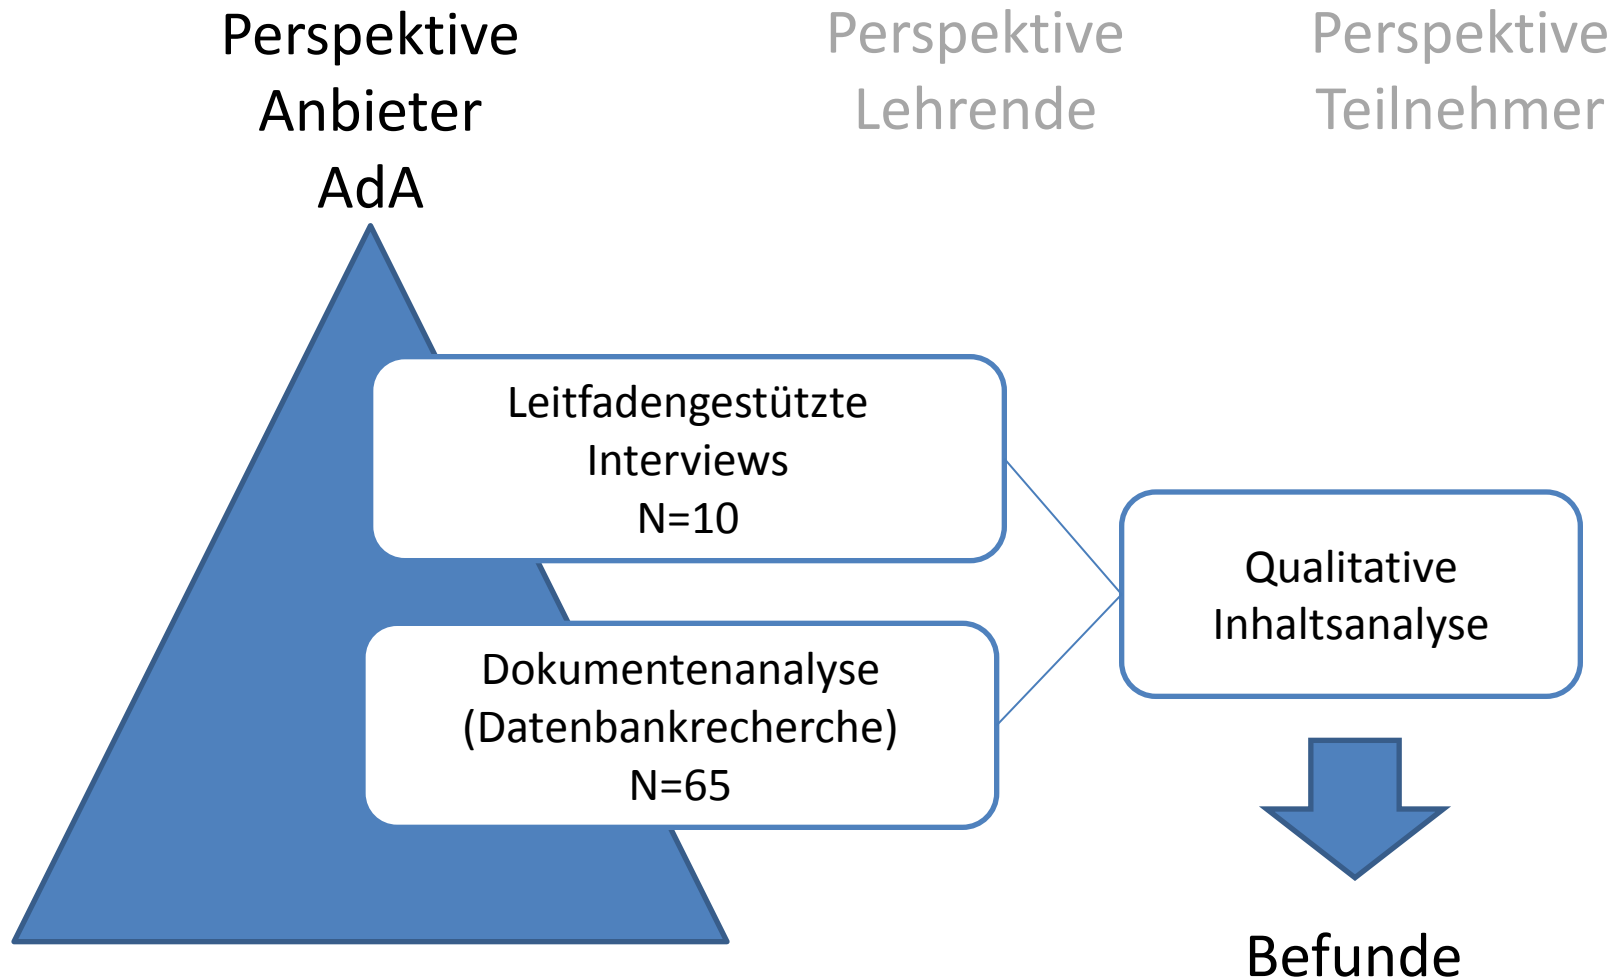 Perspektive
Anbieter
AdA
Perspektive
Lehrende
Perspektive
Teilnehmer
Leitfadengestützte
Interviews
N=10
Dokumentenanalyse
(Datenbankrecherche)
N=65
Qualitative
Inhaltsanalyse
Befunde